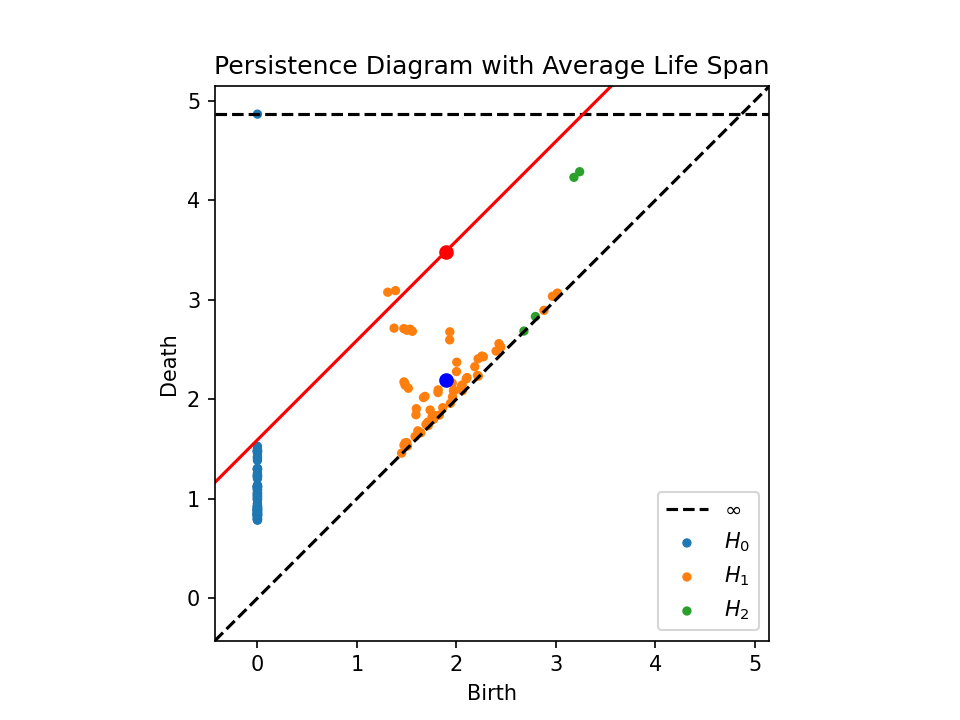 Persistence Diagram with Average Life Span
5
4
3
2
1
0
Death
∞
H₀
H₁
H₂
0 1 2 3 4 5
Birth